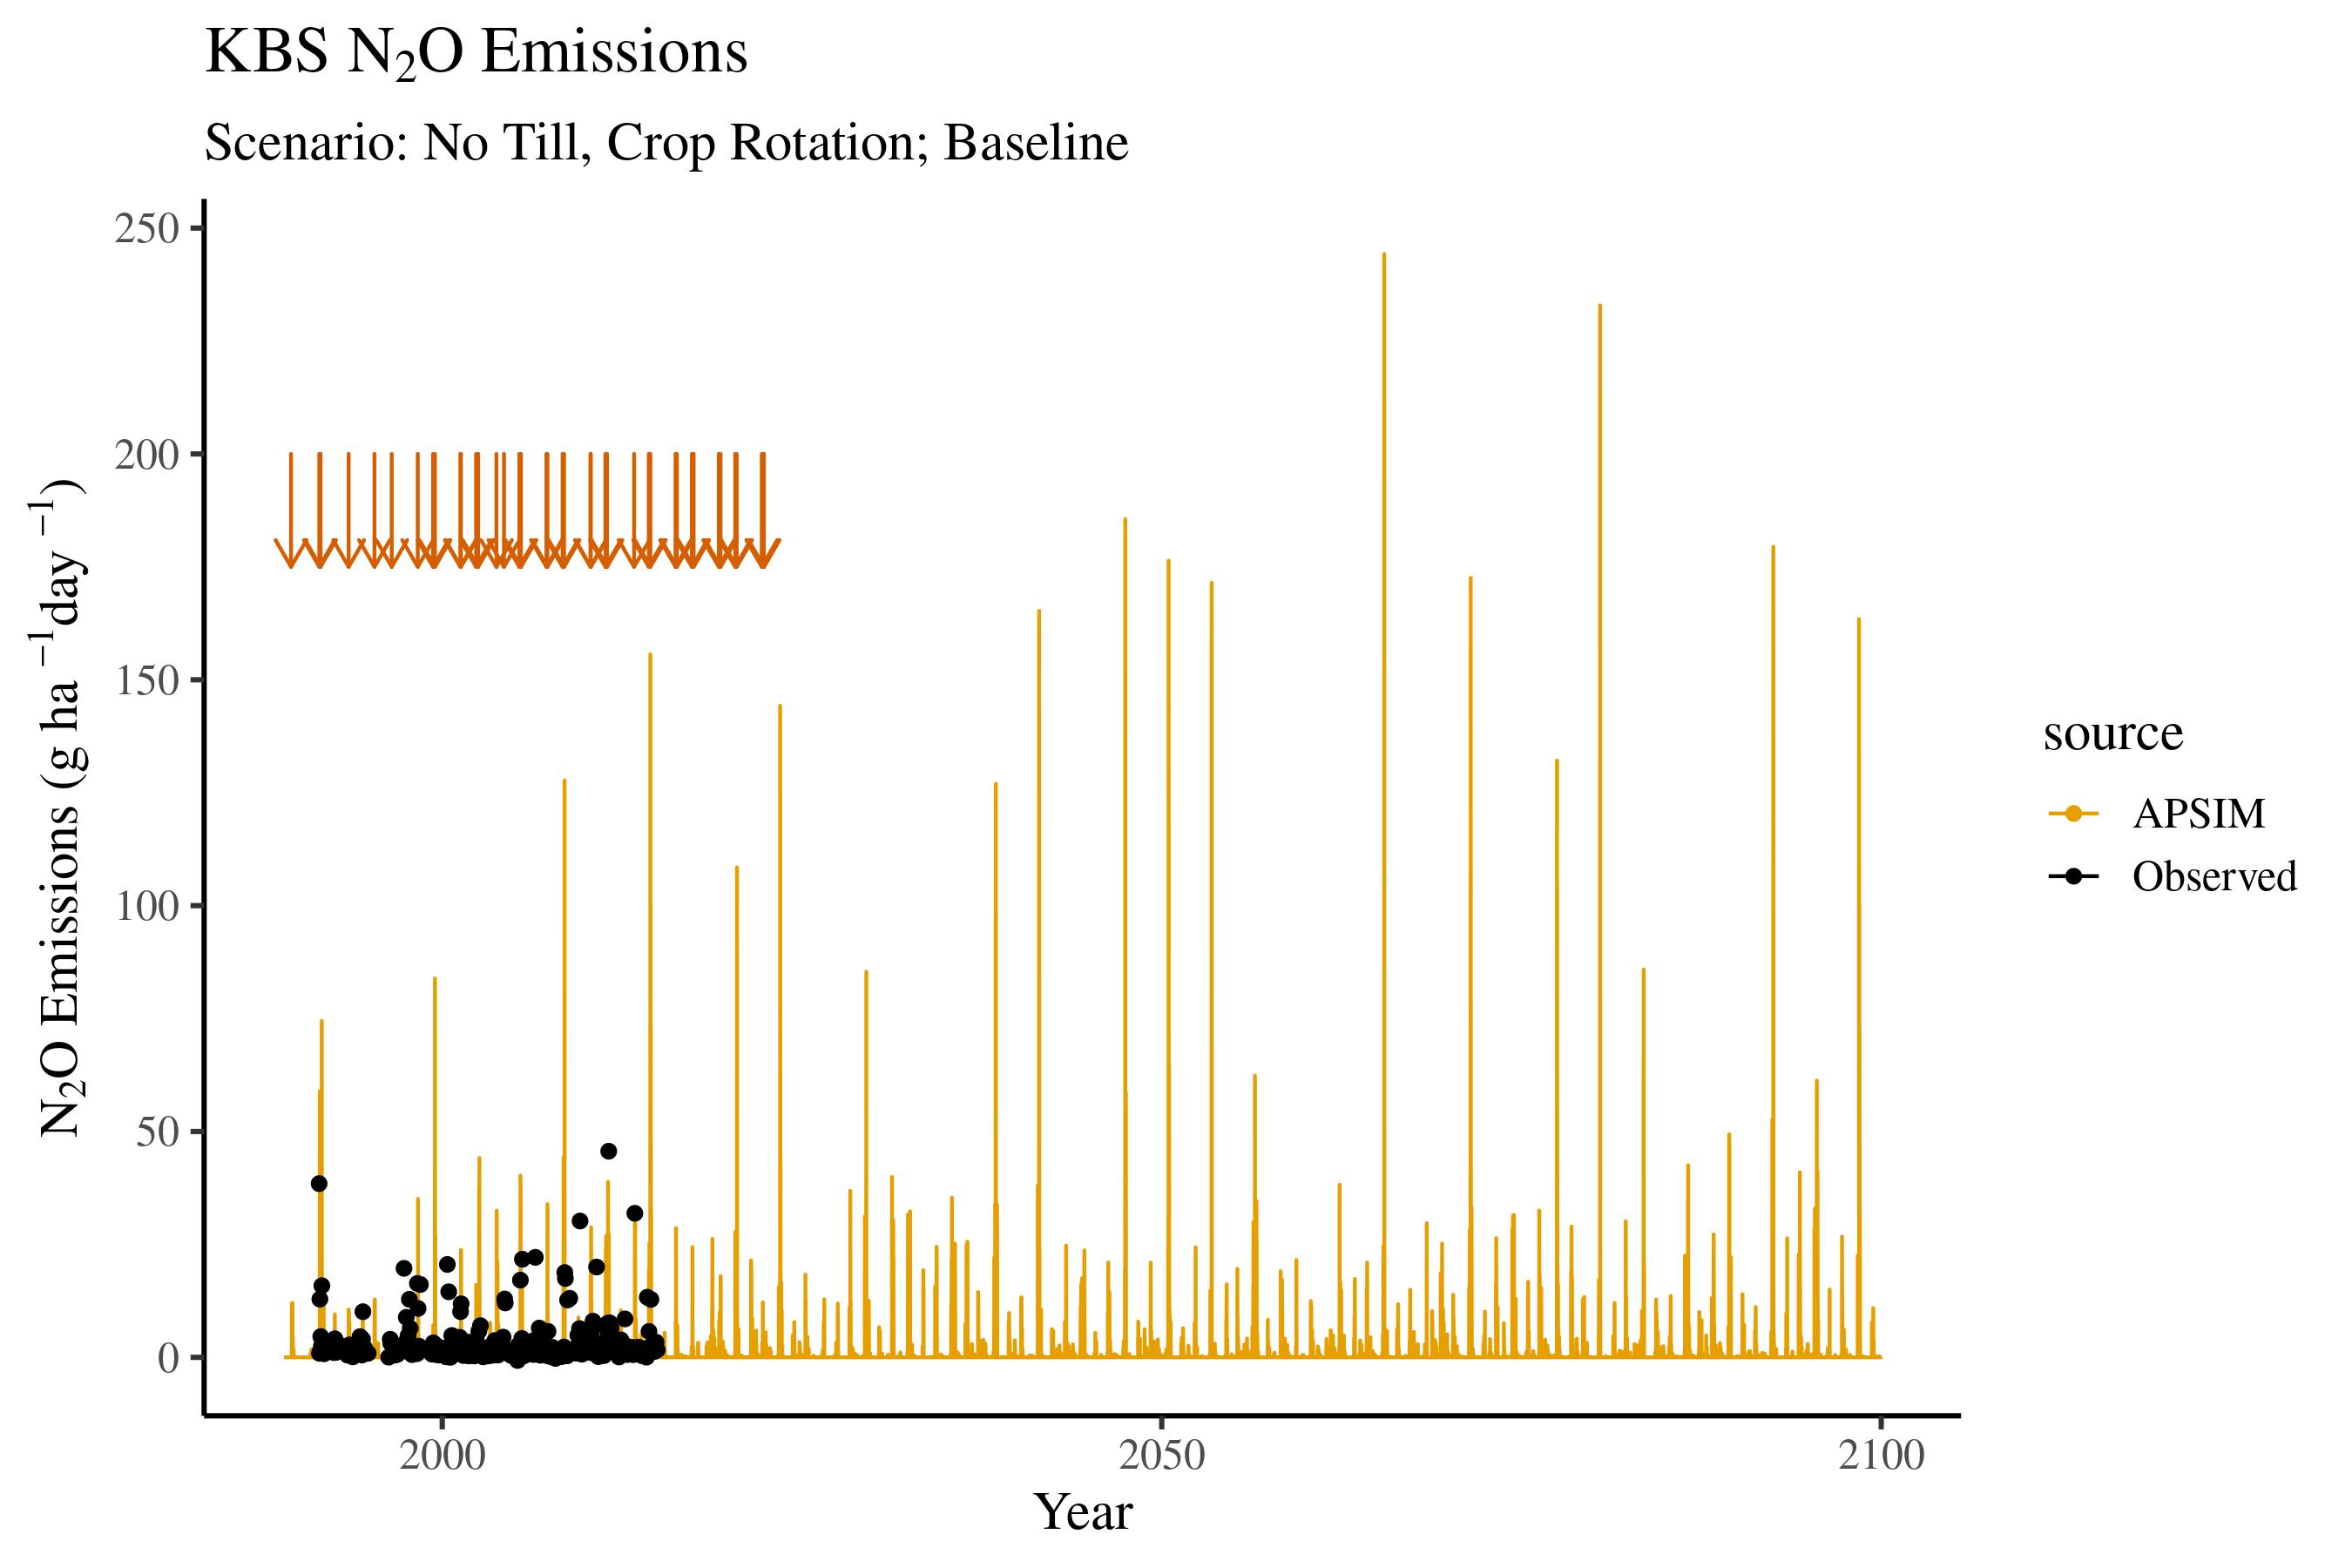 KBS N₂O Emissions
Scenario: No Till, Crop Rotation; Baseline
N₂O Emissions (g ha⁻¹day⁻¹)
250
200
150
100
50
0
2000
2050
2100
Year
source
APSIM
Observed